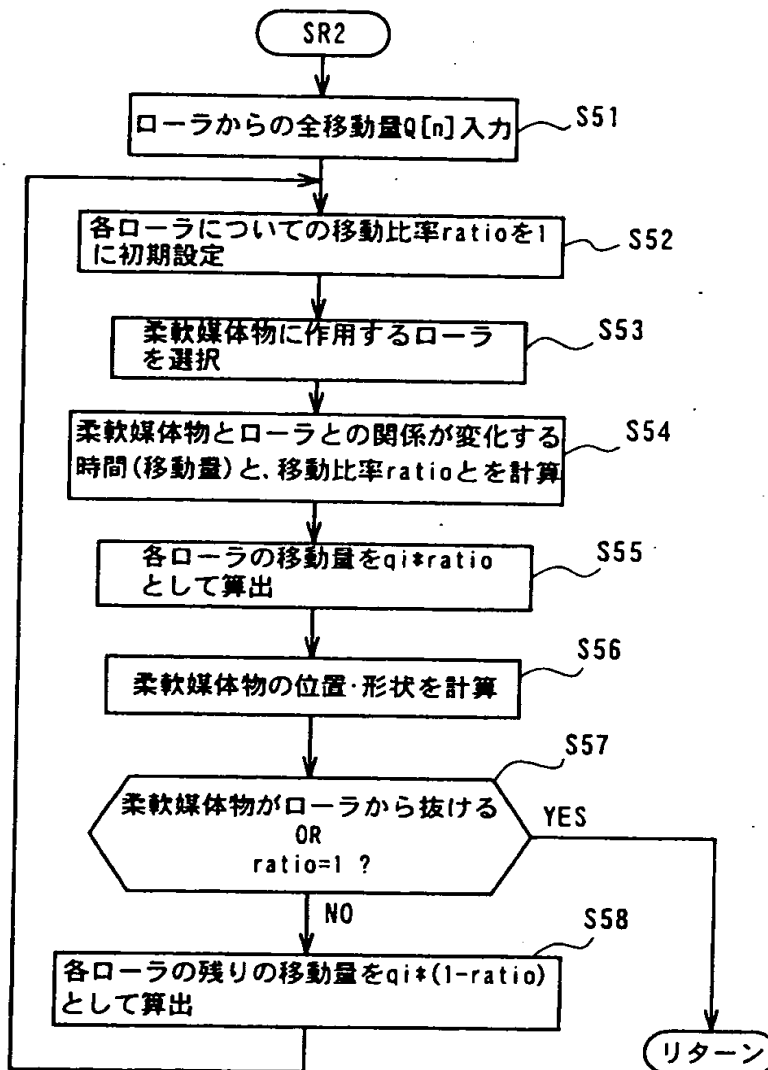 SR2
ローラからの全移動量Q[n]入力
S51
各ローラについての移動比率ratioを1
に初期設定
S52
柔軟媒体物に作用するローラ
を選択
S53
柔軟媒体物とローラとの関係が変化する
時間(移動量)と､移動比率ratioとを計算
S54
各ローラの移動量をqi*ratio
として算出
S55
柔軟媒体物の位置･形状を計算
S56
柔軟媒体物がローラから抜ける
OR
ratio=1 ?
S57
YES
NO
各ローラの残りの移動量をqi*(1-ratio)
として算出
S58
リターン